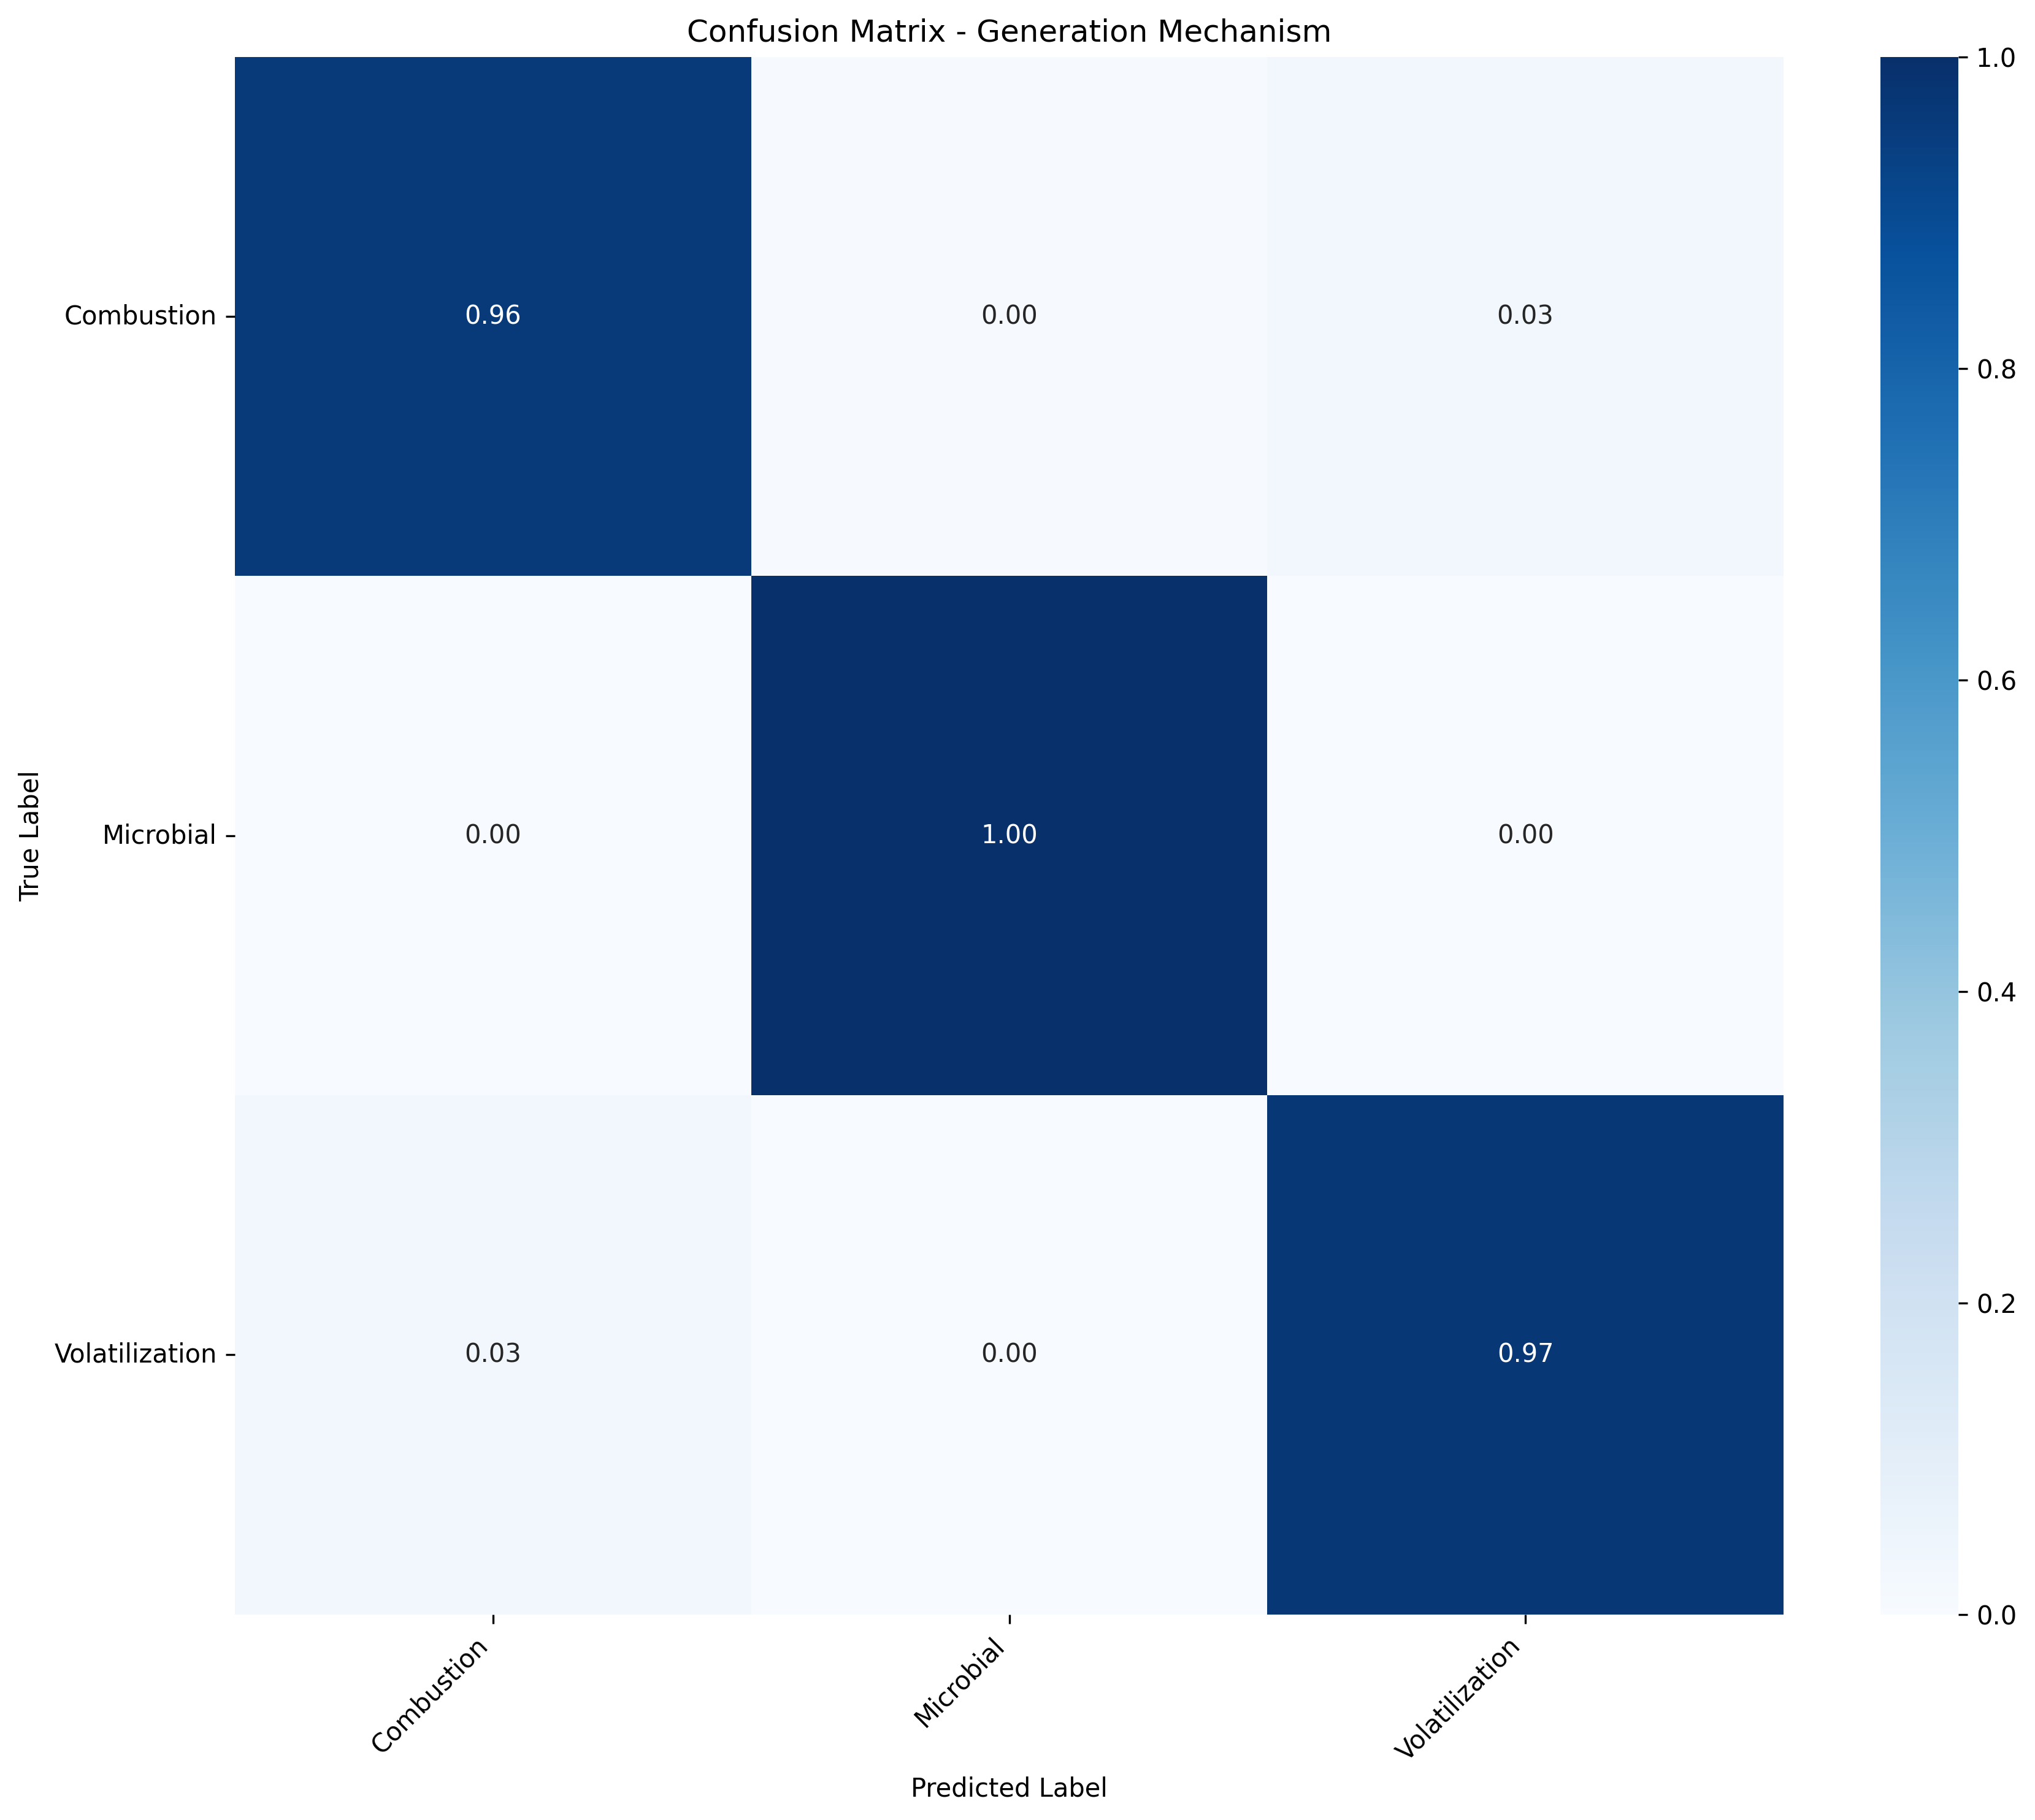 Confusion Matrix - Generation Mechanism
Combustion 0.96 0.00 0.03
Microbial 0.00 1.00 0.00
Volatilization 0.03 0.00 0.97
True Label
Combustion Microbial Volatilization
Predicted Label
1.0
0.8
0.6
0.4
0.2
0.0